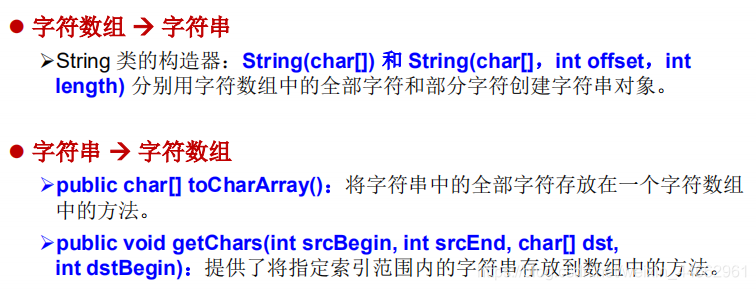 ● 字符数组 → 字符串
➢String 类的构造器：String(char[]) 和 String(char[]，int offset，int
length) 分别用字符数组中的全部字符和部分字符创建字符串对象。
● 字符串 → 字符数组
➢public char[] toCharArray()：将字符串中的全部字符存放在一个字符数组
中的方法。
➢public void getChars(int srcBegin, int srcEnd, char[] dst,
int dstBegin)：提供了将指定索引范围内的字符串存放到数组中的方法。